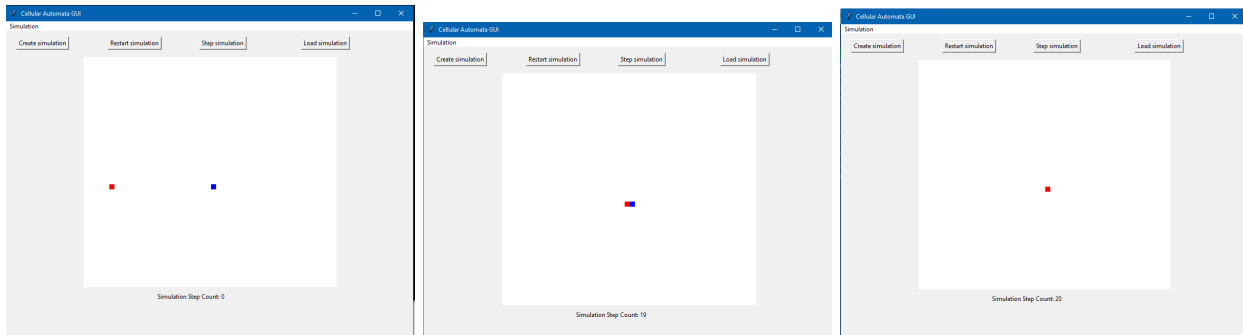 Cellular Automata GUI
Simulation
Create simulation Restart simulation Step simulation Load simulation
Simulation Step Count: 0
Cellular Automata GUI
Simulation
Create simulation Restart simulation Step simulation Load simulation
Simulation Step Count: 19
Cellular Automata GUI
Simulation
Create simulation Restart simulation Step simulation Load simulation
Simulation Step Count: 20